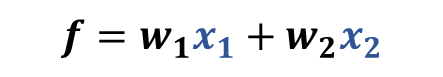 f = w₁x₁ + w₂x₂